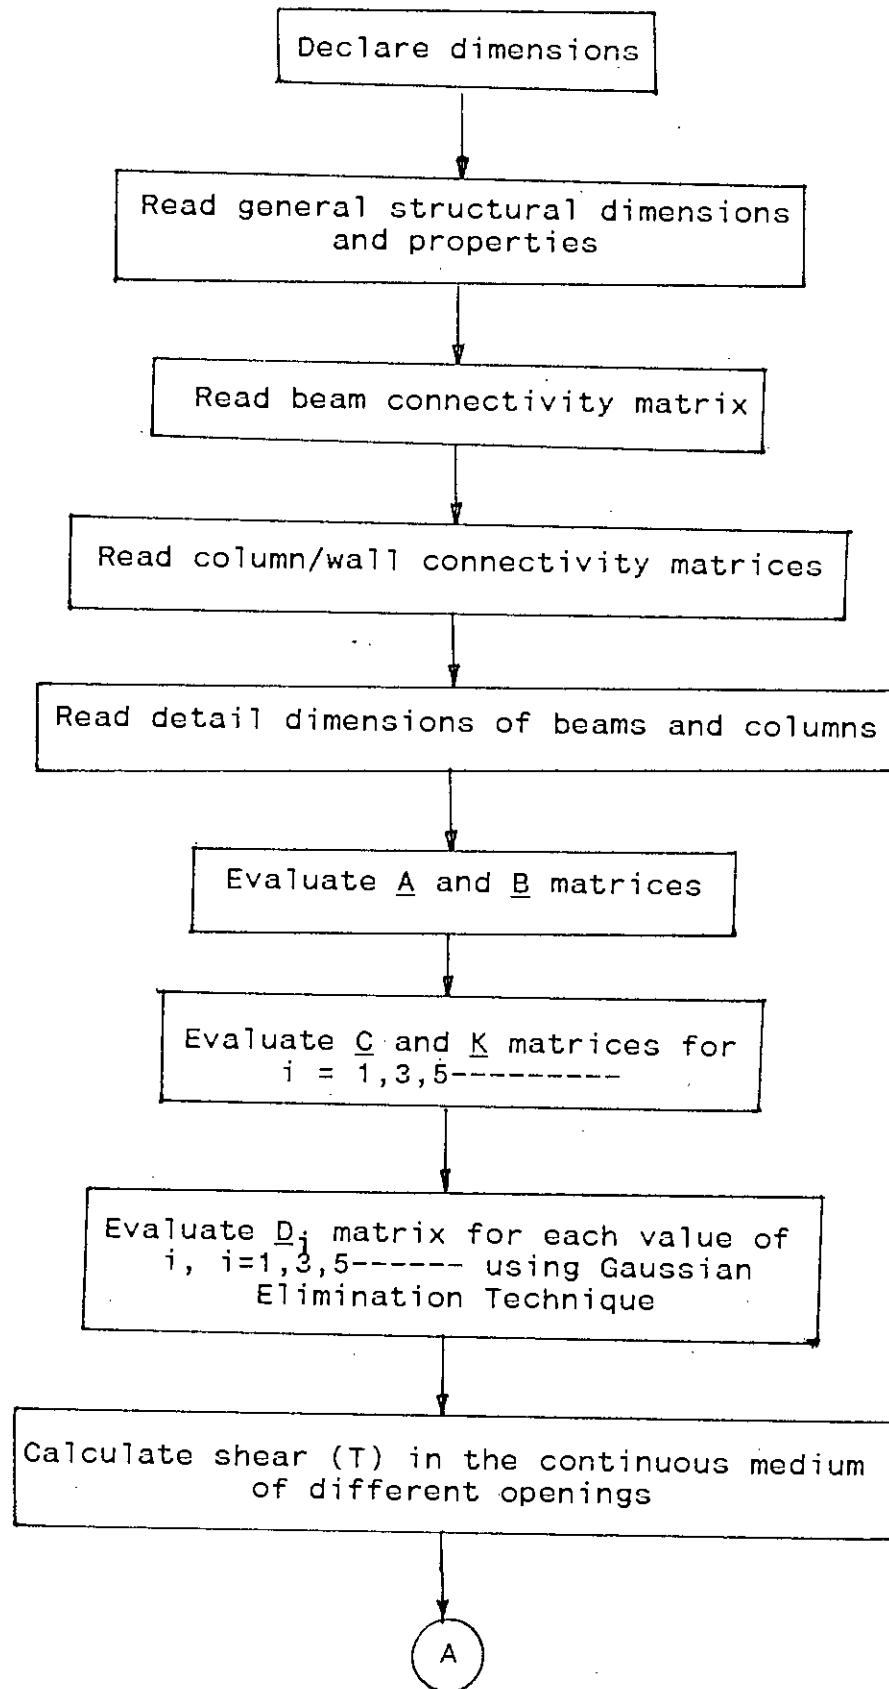 Declare dimensions
Read general structural dimensions
and properties
Read beam connectivity matrix
Read column/wall connectivity matrices
Read detail dimensions of beams and columns
Evaluate A and B matrices
Evaluate C and K matrices for
i = 1,3,5---------
Evaluate Di matrix for each value of
i, i=1,3,5------ using Gaussian
Elimination Technique
Calculate shear (T) in the continuous medium
of different openings
A